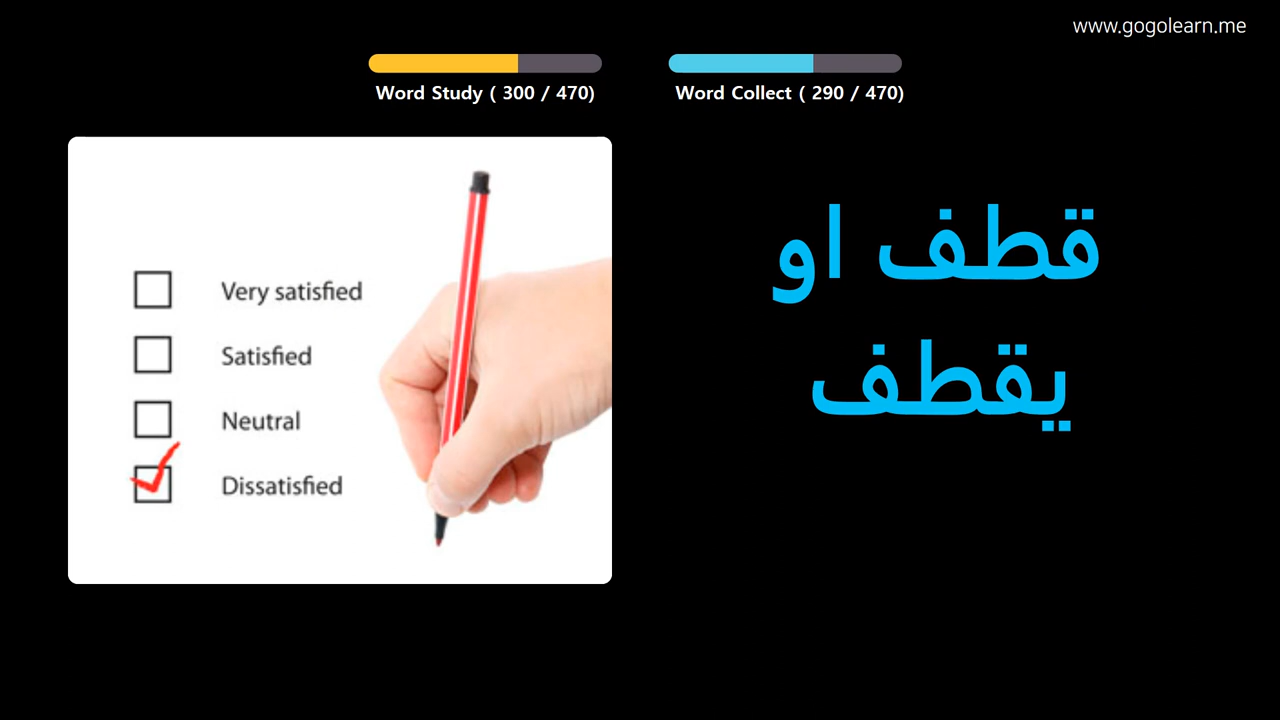 www.gogolearn.me
Word Study ( 300 / 470)
Word Collect ( 290 / 470)
Very satisfied
Satisfied
Neutral
Dissatisfied
قطف او
يقطف